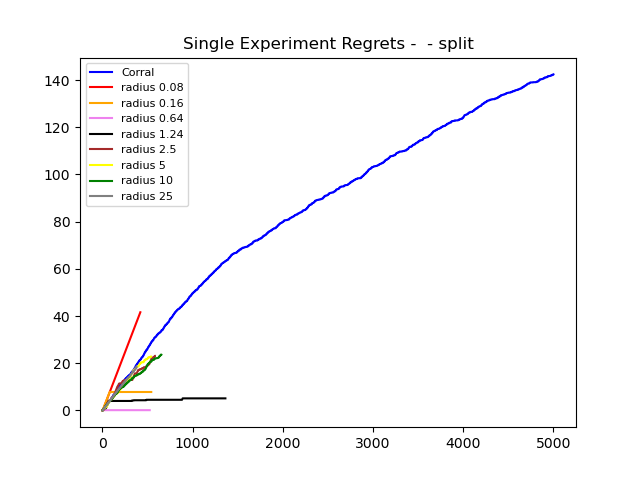 Single Experiment Regrets -  - split
Corral
radius 0.08
radius 0.16
radius 0.64
radius 1.24
radius 2.5
radius 5
radius 10
radius 25
140
120
100
80
60
40
20
0
0 1000 2000 3000 4000 5000